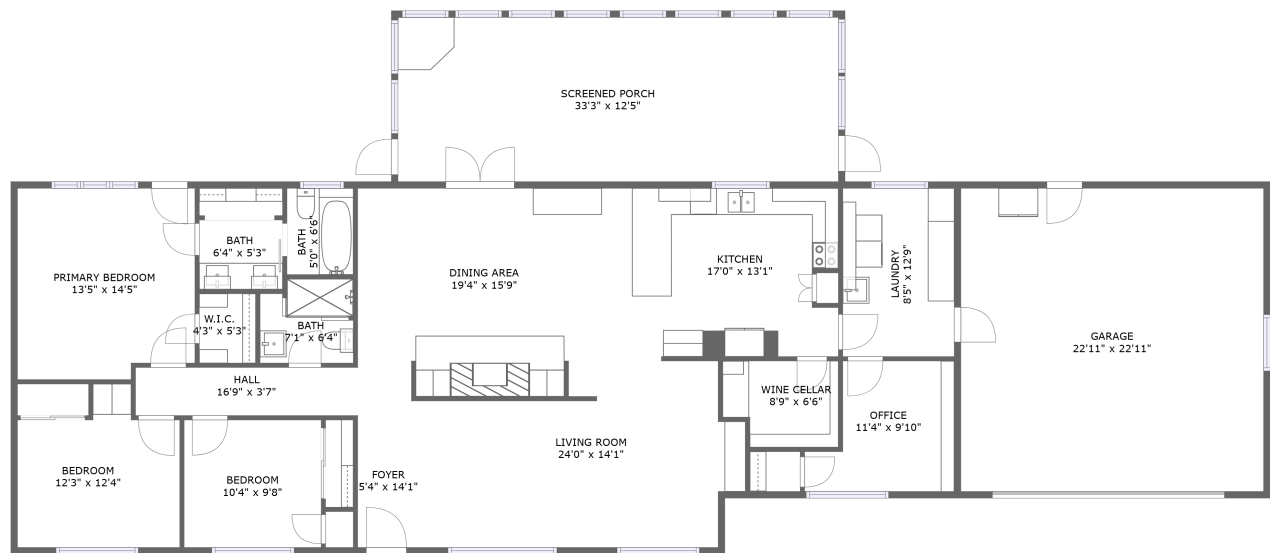 SCREENED PORCH
33'3" x 12'5"
PRIMARY BEDROOM
13'5" x 14'5"
BATH
6'4" x 5'3"
BATH
5'0" x 6'6"
W.I.C.
4'3" x 5'3"
BATH
7'1" x 6'4"
DINING AREA
19'4" x 15'9"
KITCHEN
17'0" x 13'1"
LAUNDRY
8'5" x 12'9"
GARAGE
22'11" x 22'11"
HALL
16'9" x 3'7"
WINE CELLAR
8'9" x 6'6"
OFFICE
11'4" x 9'10"
BEDROOM
12'3" x 12'4"
BEDROOM
10'4" x 9'8"
FOYER
5'4" x 14'1"
LIVING ROOM
24'0" x 14'1"